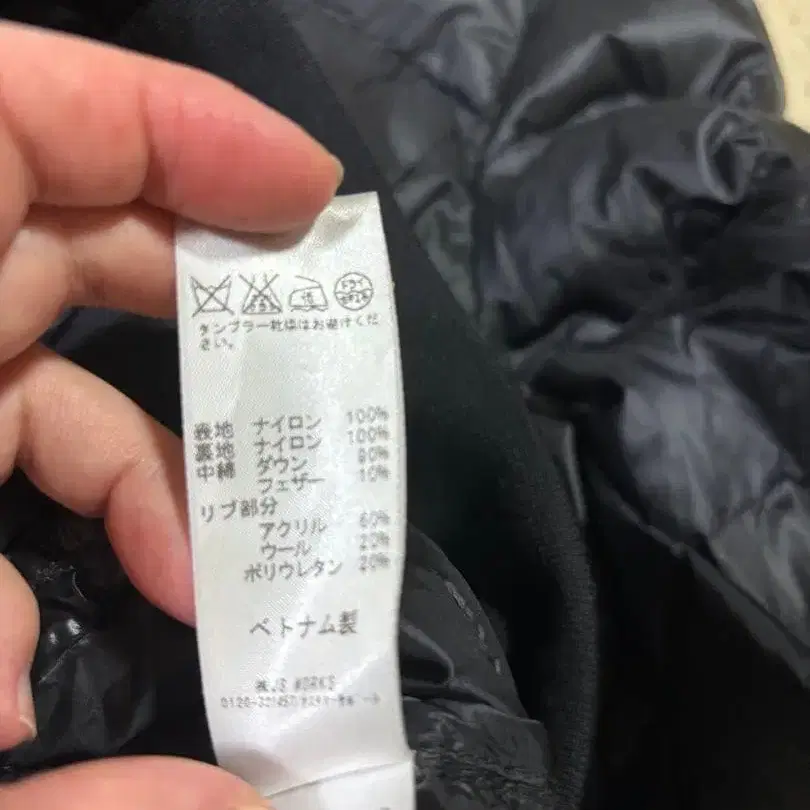 タンブラー乾燥はお避けくだ
さい。
表地 ナイロン 100%
裏地 ナイロン 100%
中綿 ダウン 90%
フェザー 10%
リブ部分
アクリル 60%
ウール 20%
ポリウレタン 20%
ベトナム製
㈱JS WORKS